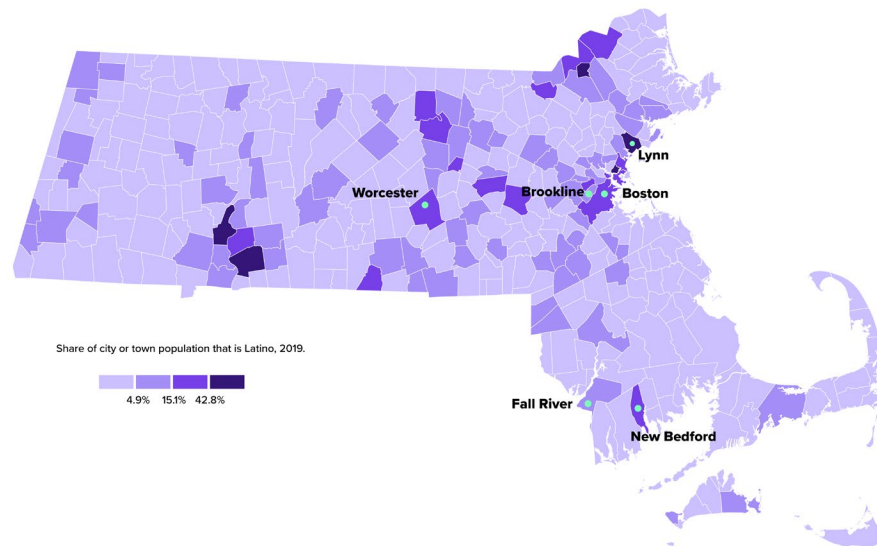 Lynn
Worcester
Brookline
Boston
Share of city or town population that is Latino, 2019.
4.9% 15.1% 42.8%
Fall River
New Bedford